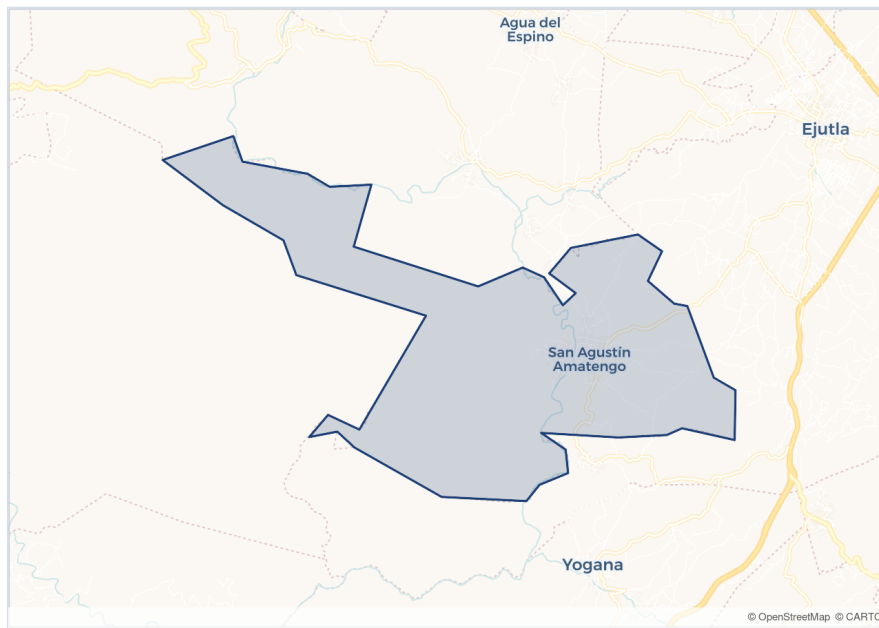 Agua del
Espino
Ejutla
San Agustín
Amatengo
Yogana
© OpenStreetMap © CARTO